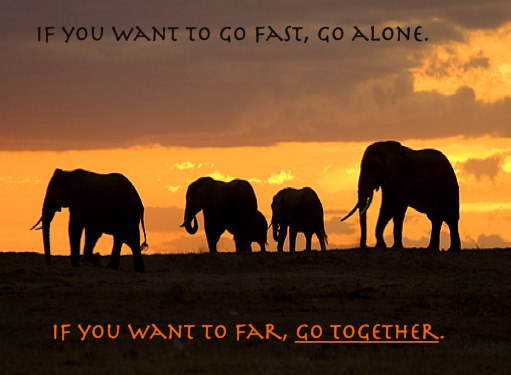 IF YOU WANT TO GO FAST, GO ALONE.
IF YOU WANT TO FAR, GO TOGETHER.